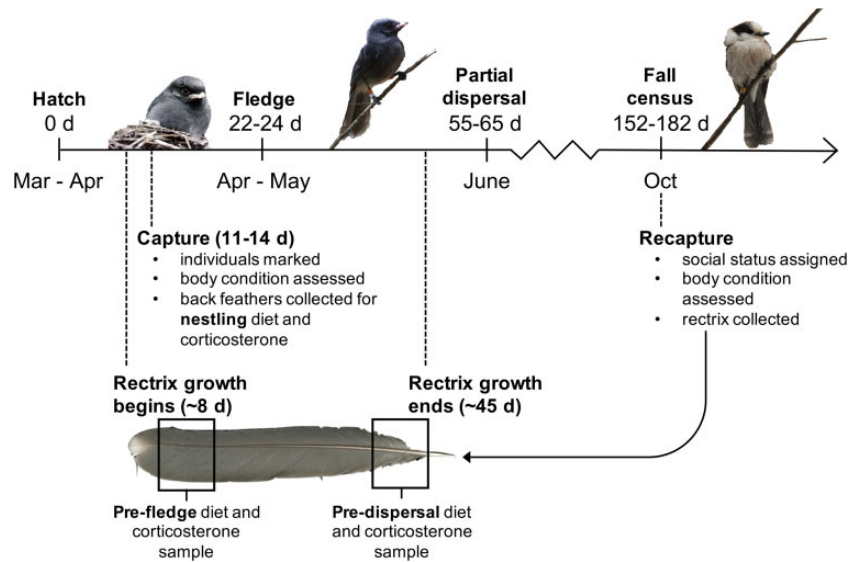 Hatch
0 d
Fledge
22-24 d
Partial
dispersal
55-65 d
Fall
census
152-182 d
Mar - Apr
Apr - May
June
Oct
Capture (11-14 d)
• individuals marked
• body condition assessed
• back feathers collected for
nestling diet and
corticosterone
Recapture
• social status assigned
• body condition
assessed
• rectrix collected
Rectrix growth
begins (~8 d)
Rectrix growth
ends (~45 d)
Pre-fledge diet and
corticosterone
sample
Pre-dispersal diet
and corticosterone
sample